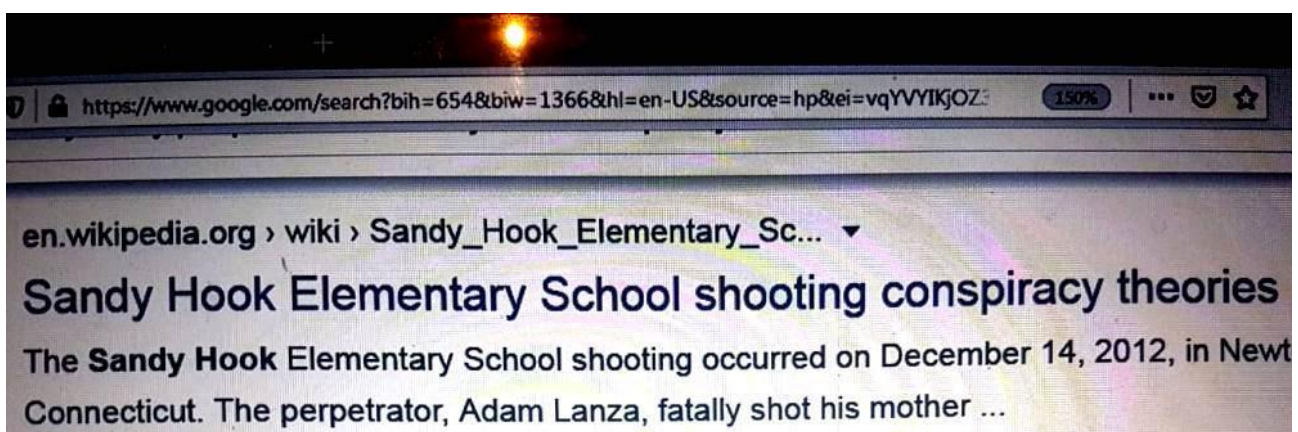 https://www.google.com/search?bih=654&biw=1366&hl=en-US&source=hp&ei=vqYVYIKjOZ
150%
en.wikipedia.org › wiki › Sandy_Hook_Elementary_Sc...
Sandy Hook Elementary School shooting conspiracy theories
The Sandy Hook Elementary School shooting occurred on December 14, 2012, in Newt
Connecticut. The perpetrator, Adam Lanza, fatally shot his mother ...